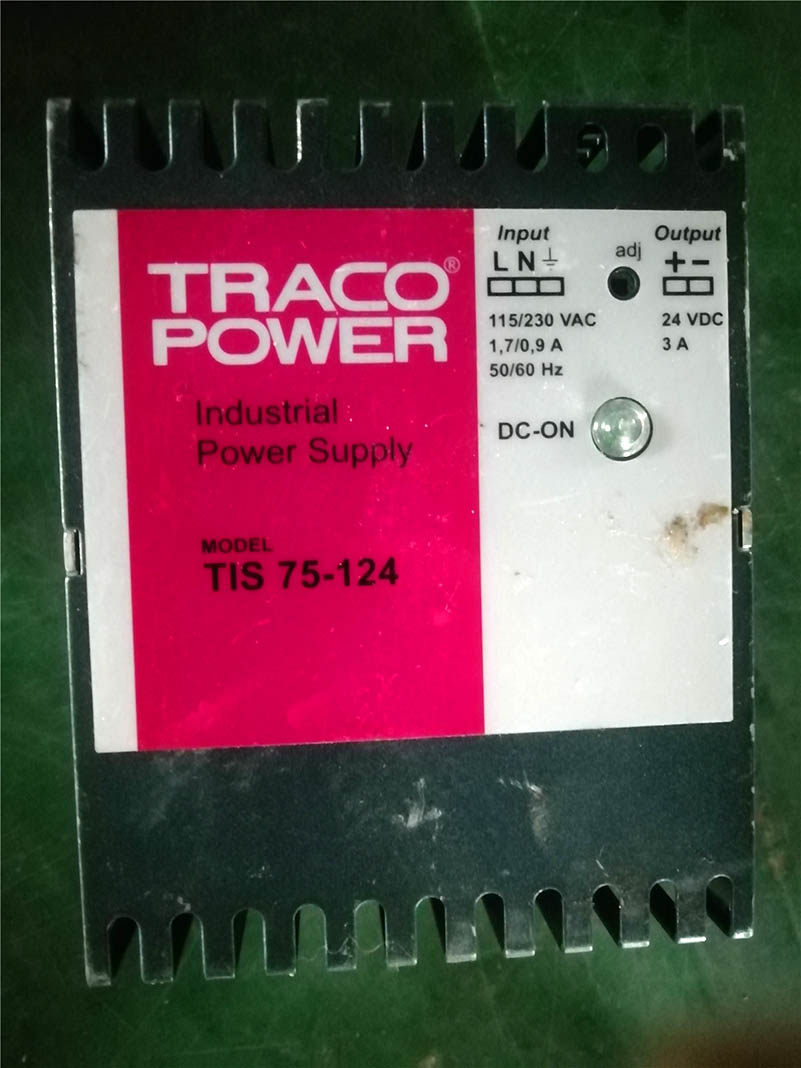 TRACO®
POWER
Industrial
Power Supply
MODEL
TIS 75-124
Input
L N
115/230 VAC
1,7/0,9 A
50/60 Hz
adj
Output
+ -
24 VDC
3 A
DC-ON